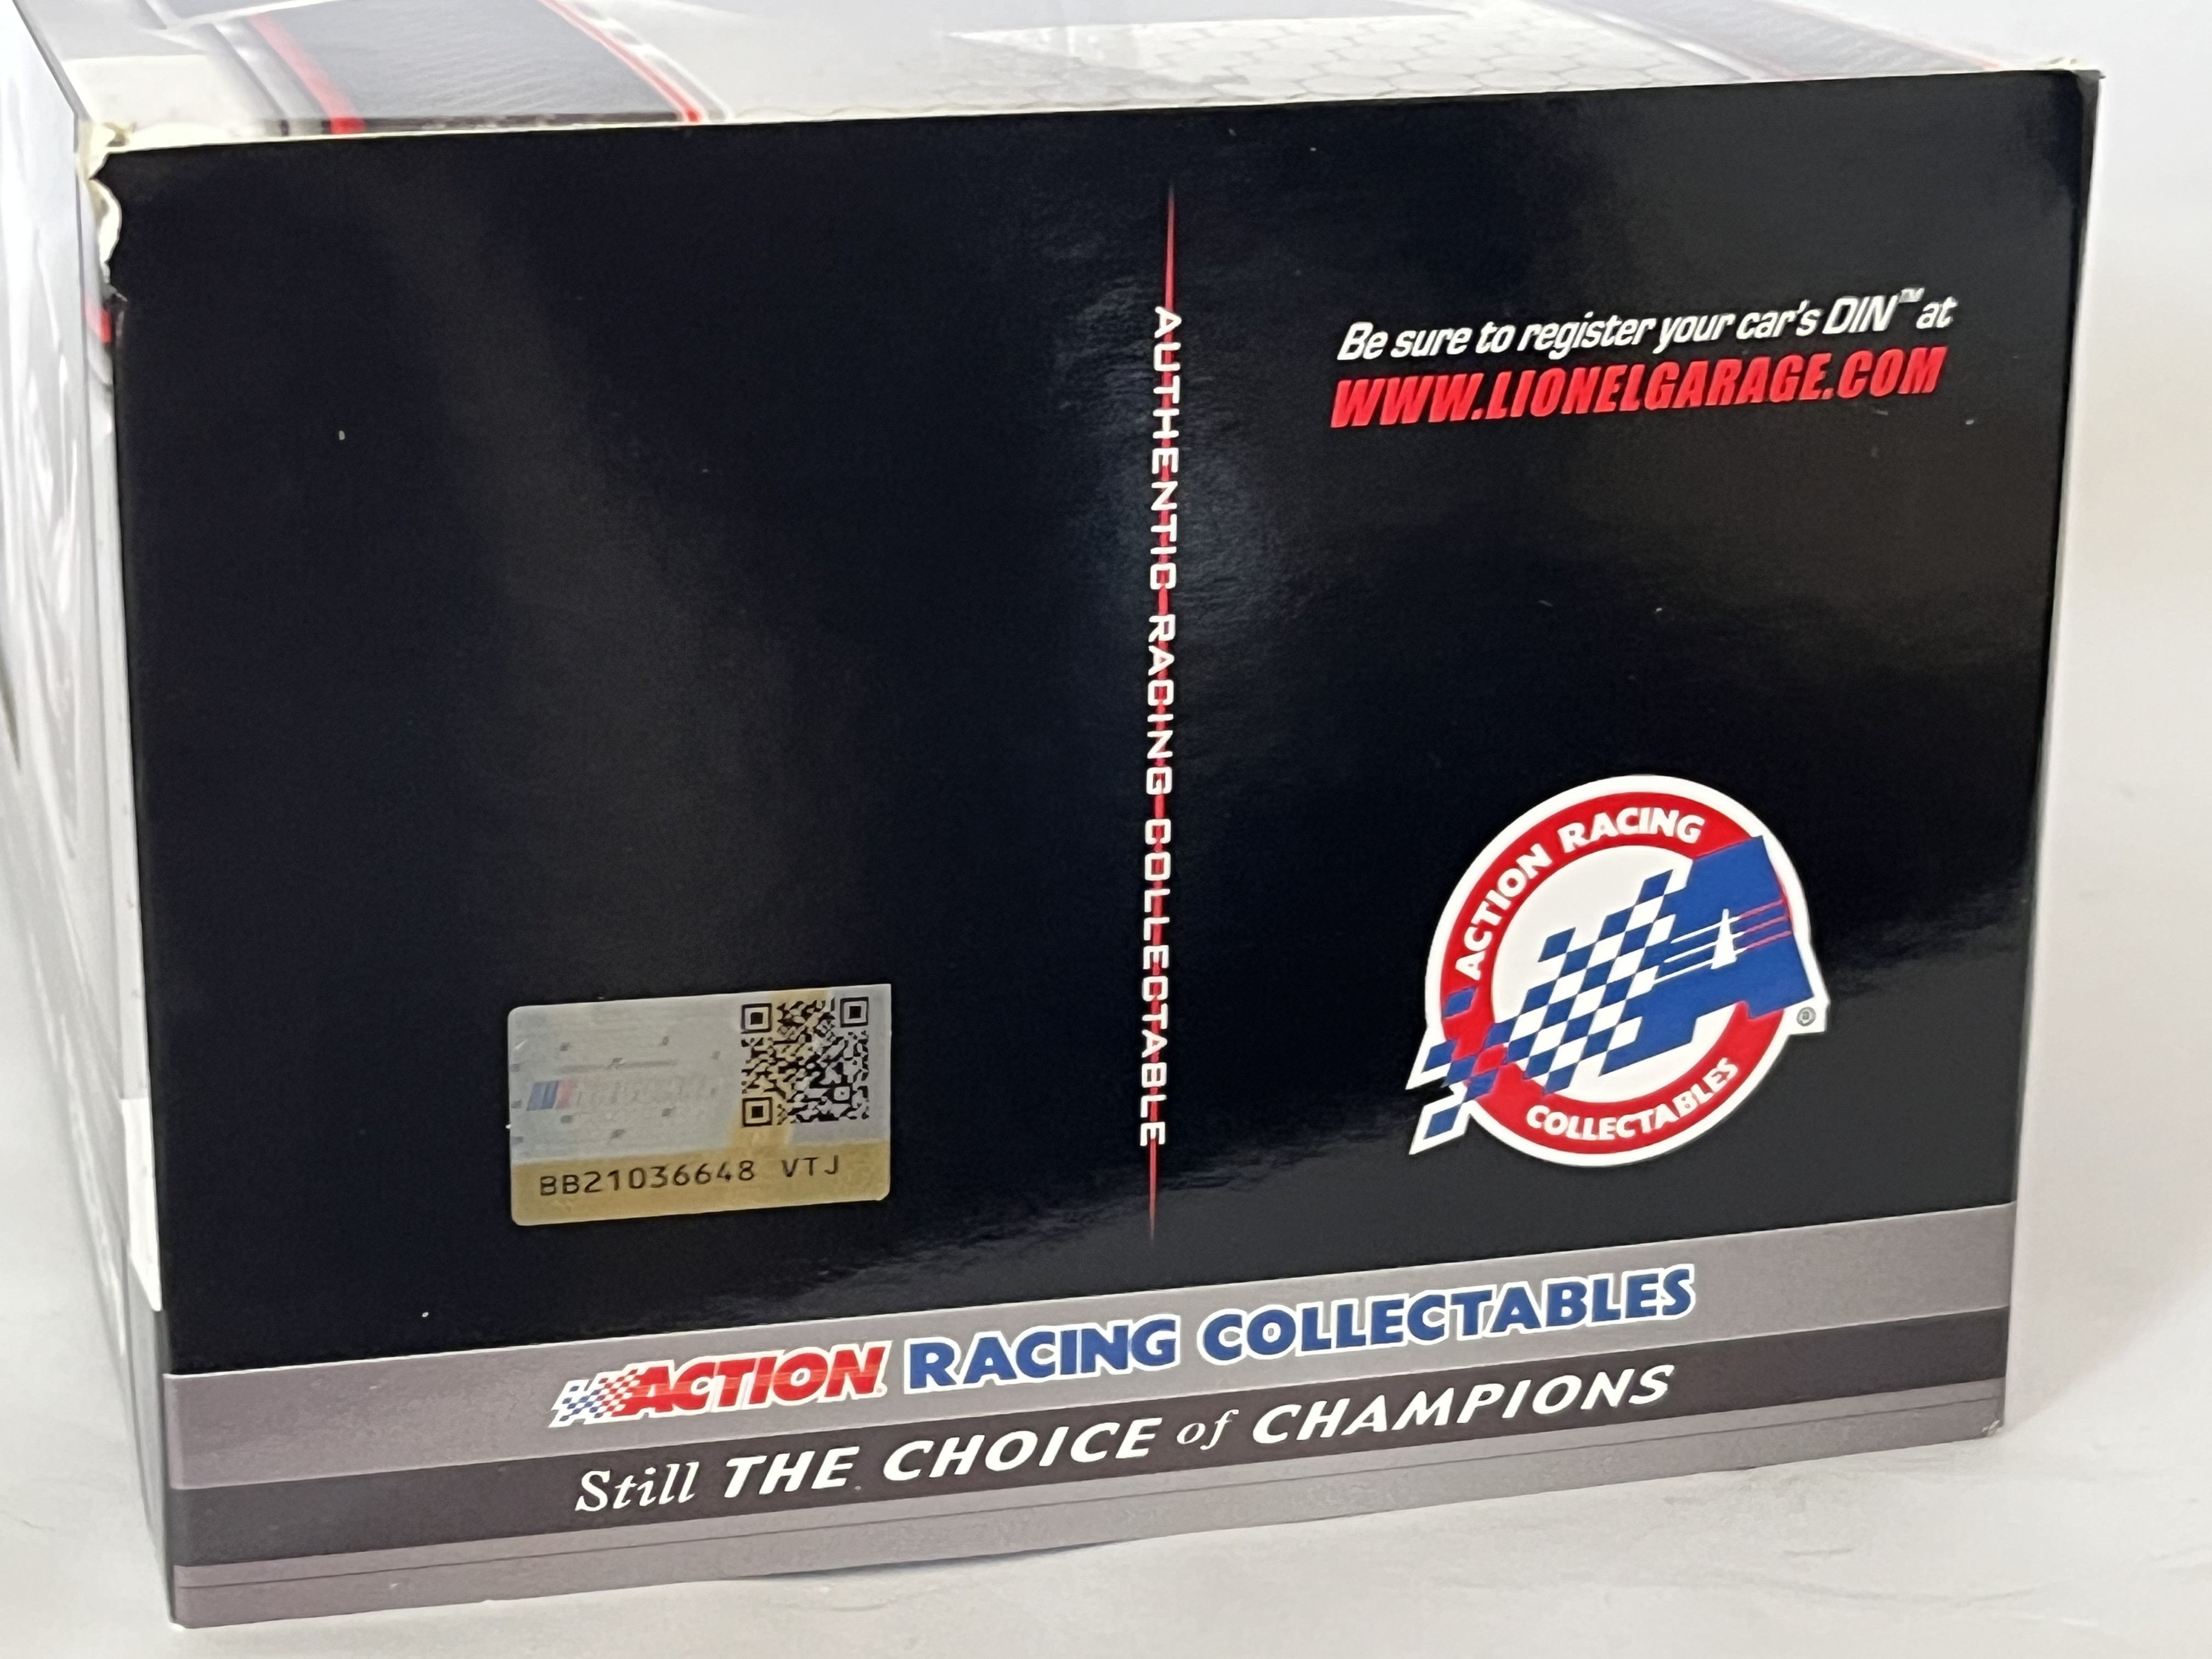 Be sure to register your car's DIN™ at
WWW.LIONELGARAGE.COM
AUTHENTIC RACING COLLECTABLE
ACTION RACING
COLLECTABLES
®
BB21036648 VTJ
ACTION RACING COLLECTABLES
Still THE CHOICE of CHAMPIONS